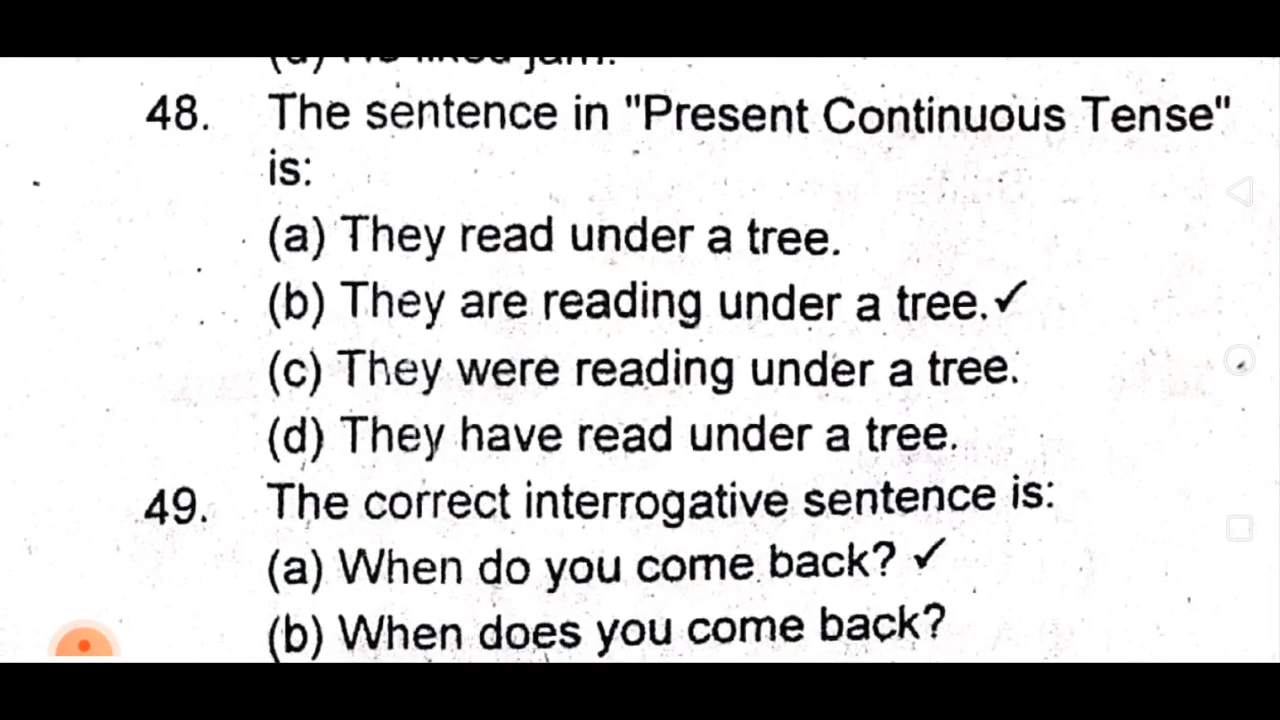 48. The sentence in "Present Continuous Tense"
is:
(a) They read under a tree.
(b) They are reading under a tree.✓
(c) They were reading under a tree.
(d) They have read under a tree.
49. The correct interrogative sentence is:
(a) When do you come back? ✓
(b) When does you come back?